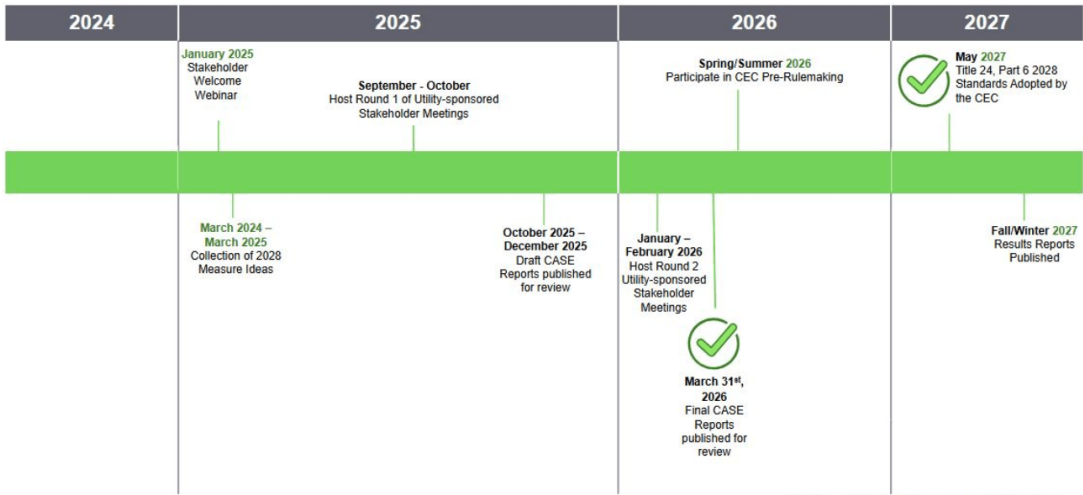 2024
2025
2026
2027
January 2025
Stakeholder
Welcome
Webinar
September - October
Host Round 1 of Utility-sponsored
Stakeholder Meetings
Spring/Summer 2026
Participate in CEC Pre-Rulemaking
May 2027
Title 24, Part 6 2028
Standards Adopted by
the CEC
March 2024 –
March 2025
Collection of 2028
Measure Ideas
October 2025 –
December 2025
Draft CASE
Reports published
for review
January –
February 2026
Host Round 2
Utility-sponsored
Stakeholder
Meetings
March 31st,
2026
Final CASE
Reports
published for
review
Fall/Winter 2027
Results Reports
Published